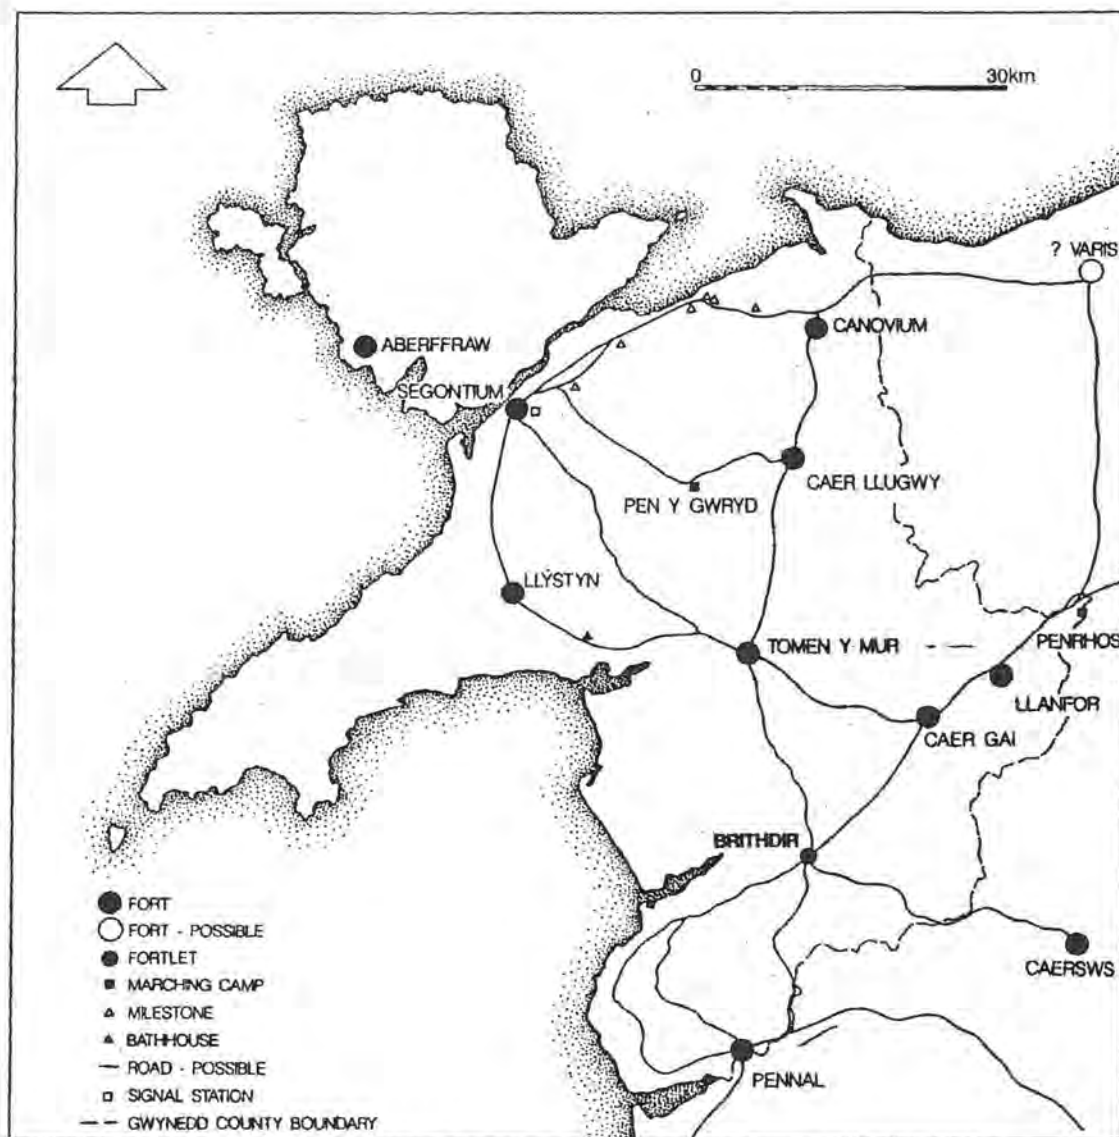 0 30km
? VARIS
CANOVIUM
ABERFFRAW
SEGONTIUM
CAER LLUGWY
PEN Y GWRYD
LLYSTYN
TOMEN Y MUR
PENRHOS
LLANFOR
CAER GAI
BRITHDIR
CAERSWS
PENNAL
FORT
FORT - POSSIBLE
FORTLET
MARCHING CAMP
MILESTONE
BATHHOUSE
ROAD - POSSIBLE
SIGNAL STATION
GWYNEDD COUNTY BOUNDARY